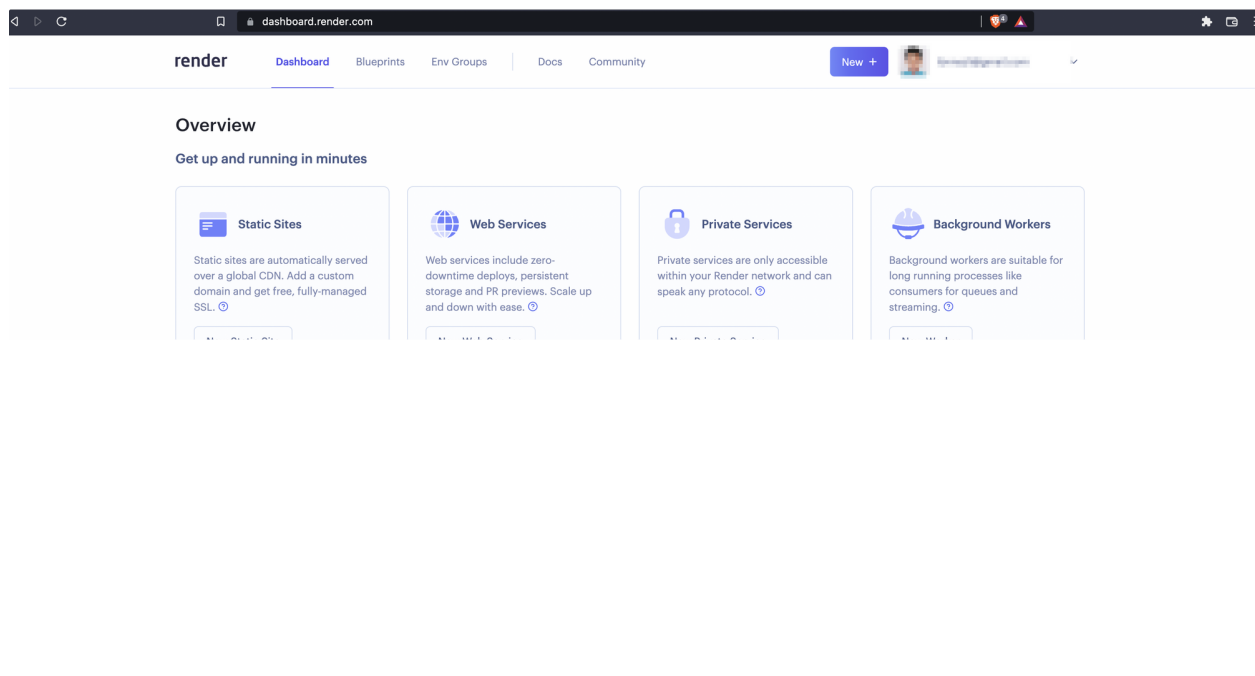 dashboard.render.com
render Dashboard Blueprints Env Groups Docs Community New +
Overview
Get up and running in minutes
Static Sites
Static sites are automatically served
over a global CDN. Add a custom
domain and get free, fully-managed
SSL.
Web Services
Web services include zero-
downtime deploys, persistent
storage and PR previews. Scale up
and down with ease.
Private Services
Private services are only accessible
within your Render network and can
speak any protocol.
Background Workers
Background workers are suitable for
long running processes like
consumers for queues and
streaming.